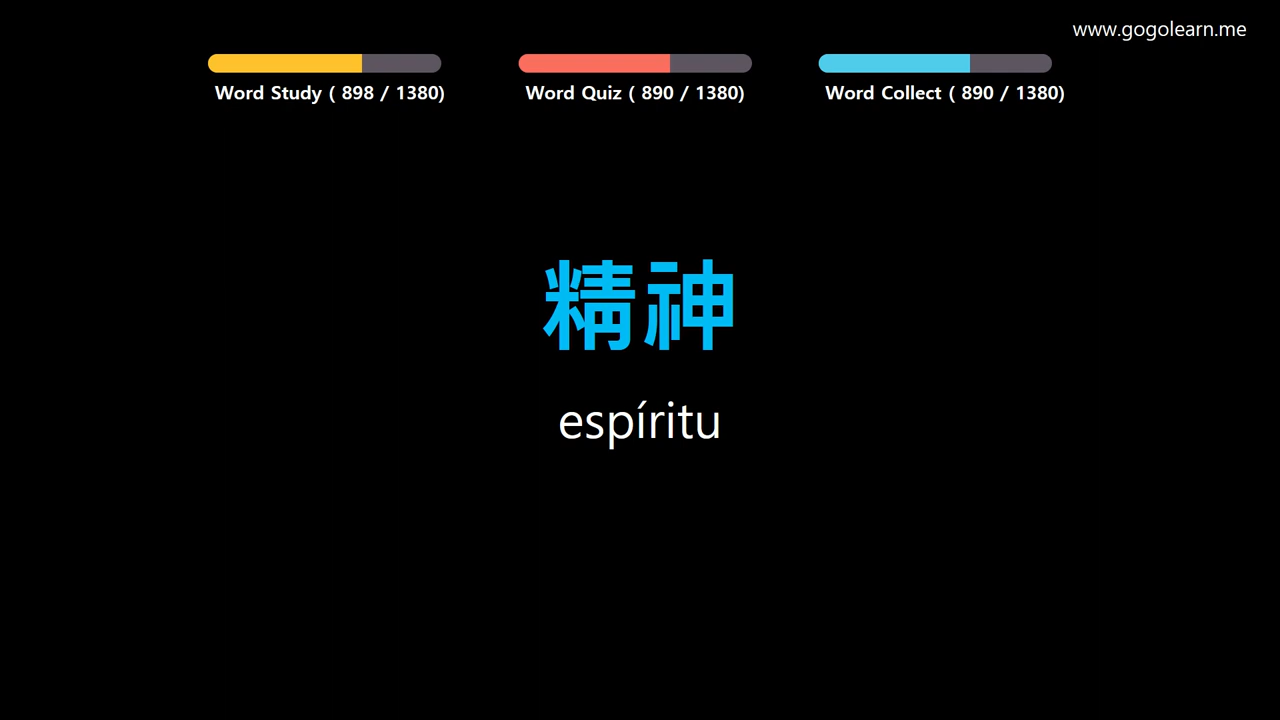 www.gogolearn.me
Word Study ( 898 / 1380)
Word Quiz ( 890 / 1380)
Word Collect ( 890 / 1380)
精神
espíritu